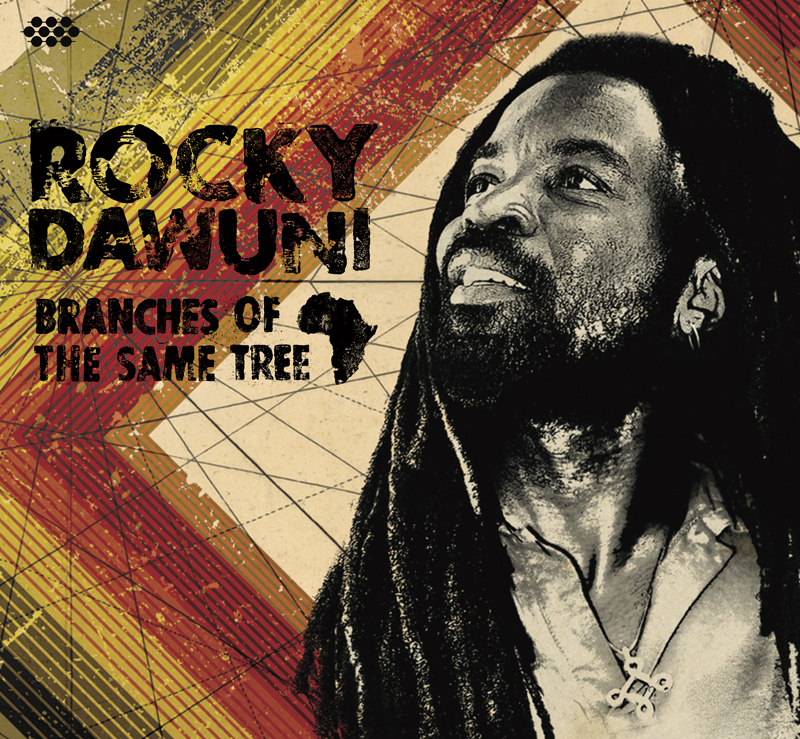 ROCKY
DAWUNI
BRANCHES OF
THE SAME TREE